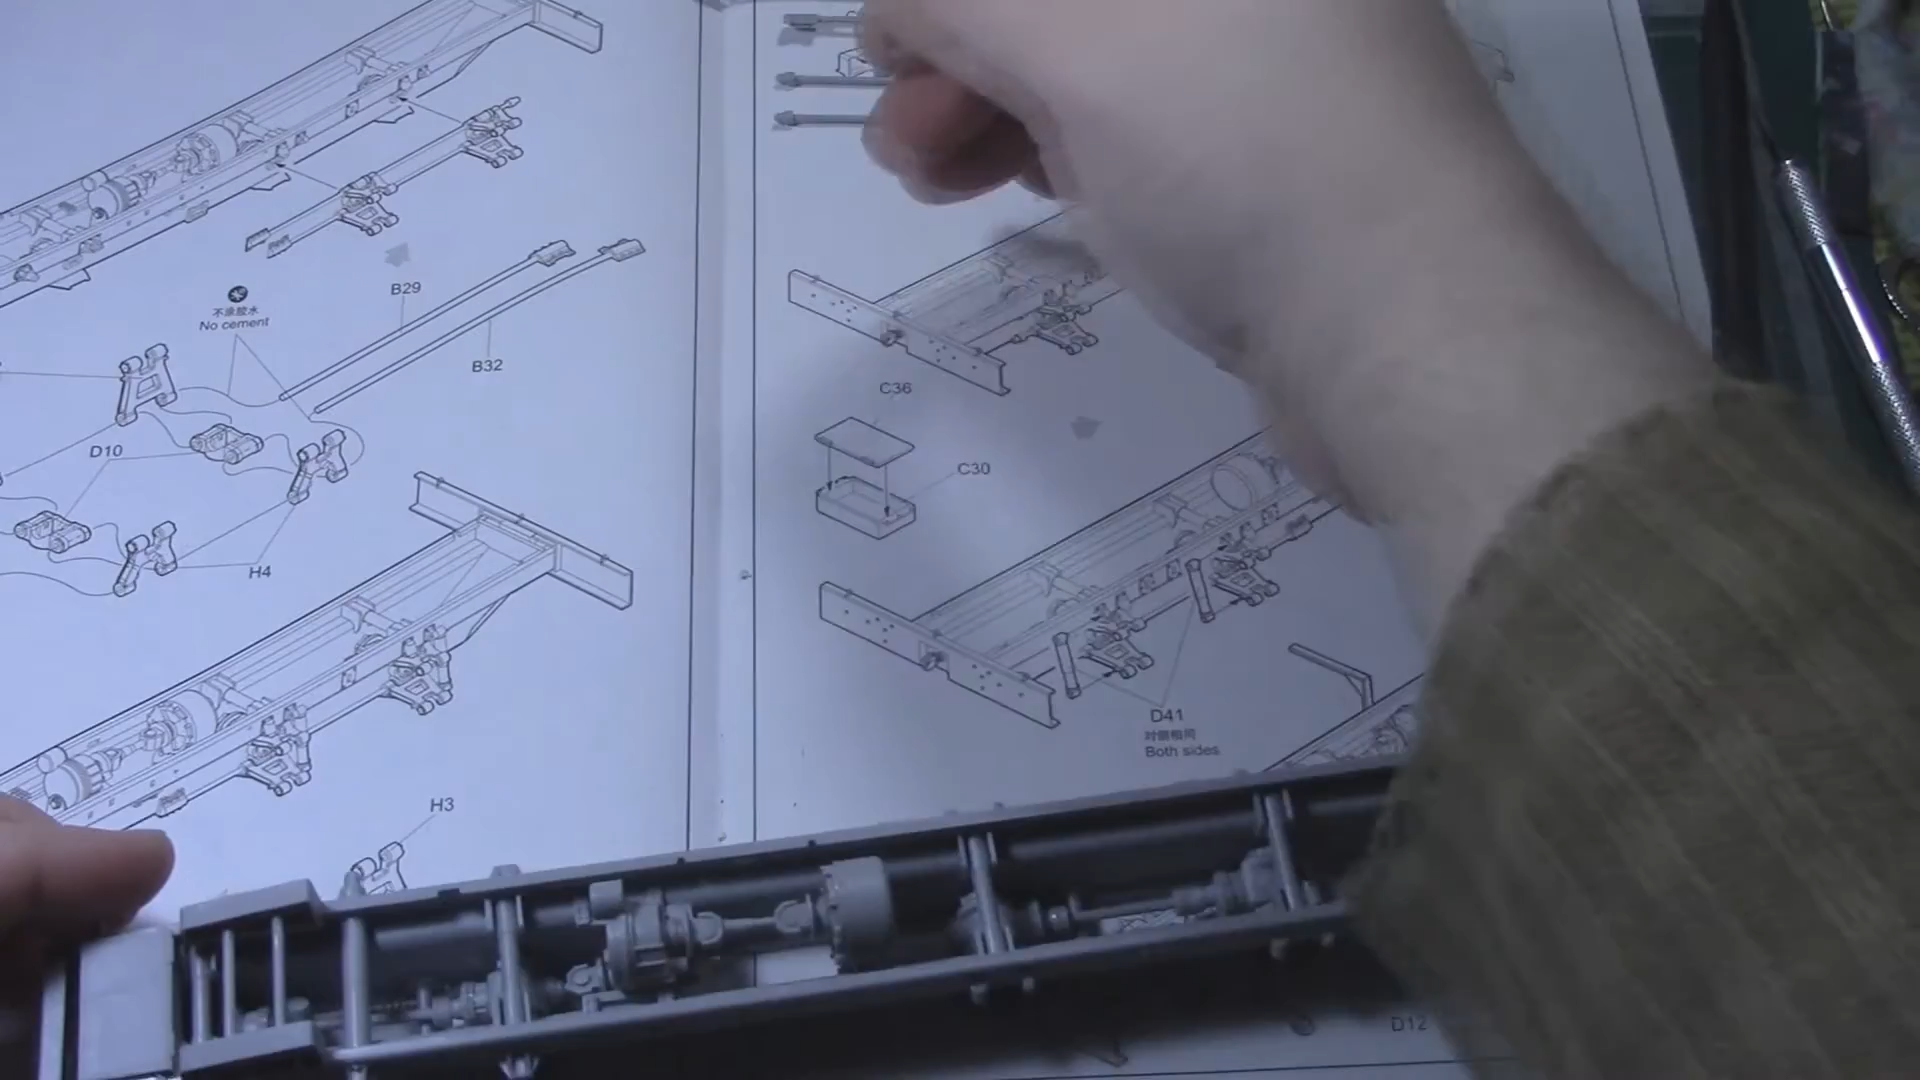 B29
不涂胶水
No cement
B32
D10
H4
H3
C36
C30
D41
对侧相同
Both sides
D12